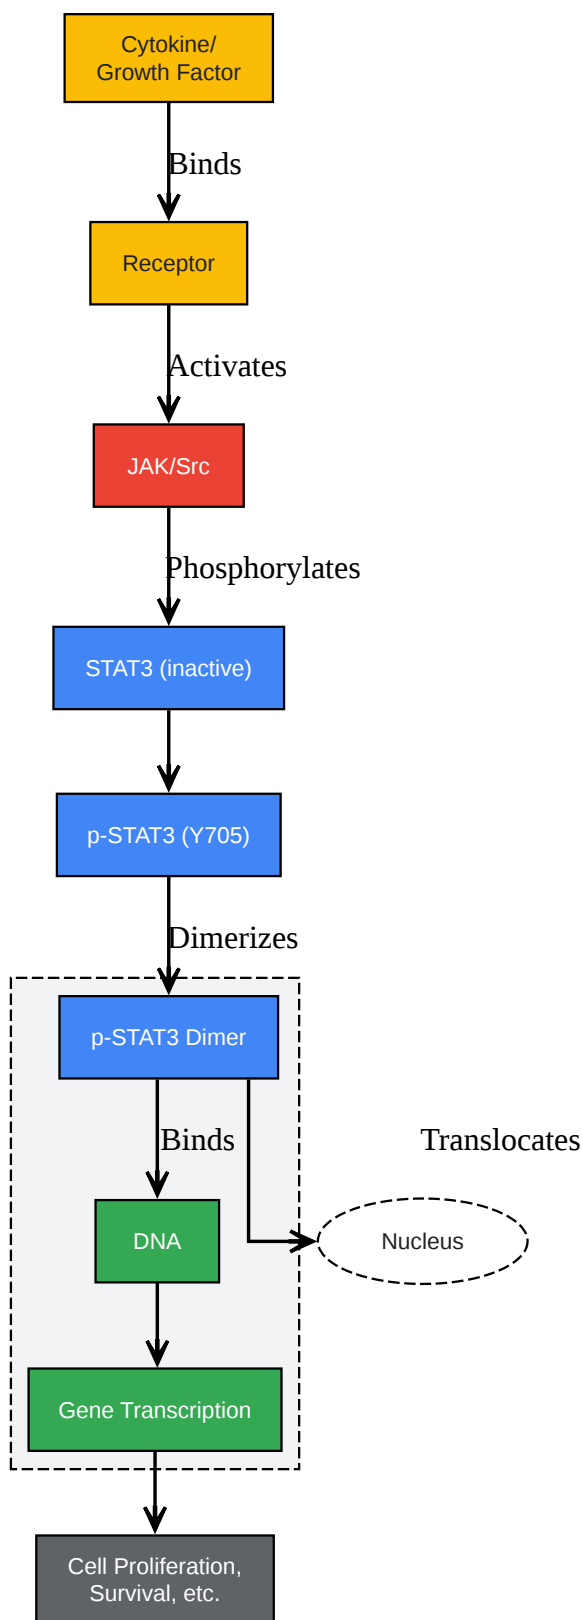 Cytokine/
Growth Factor
Binds
Receptor
Activates
JAK/Src
Phosphorylates
STAT3 (inactive)
p-STAT3 (Y705)
Dimerizes
p-STAT3 Dimer
Binds
Translocates
DNA
Nucleus
Gene Transcription
Cell Proliferation,
Survival, etc.